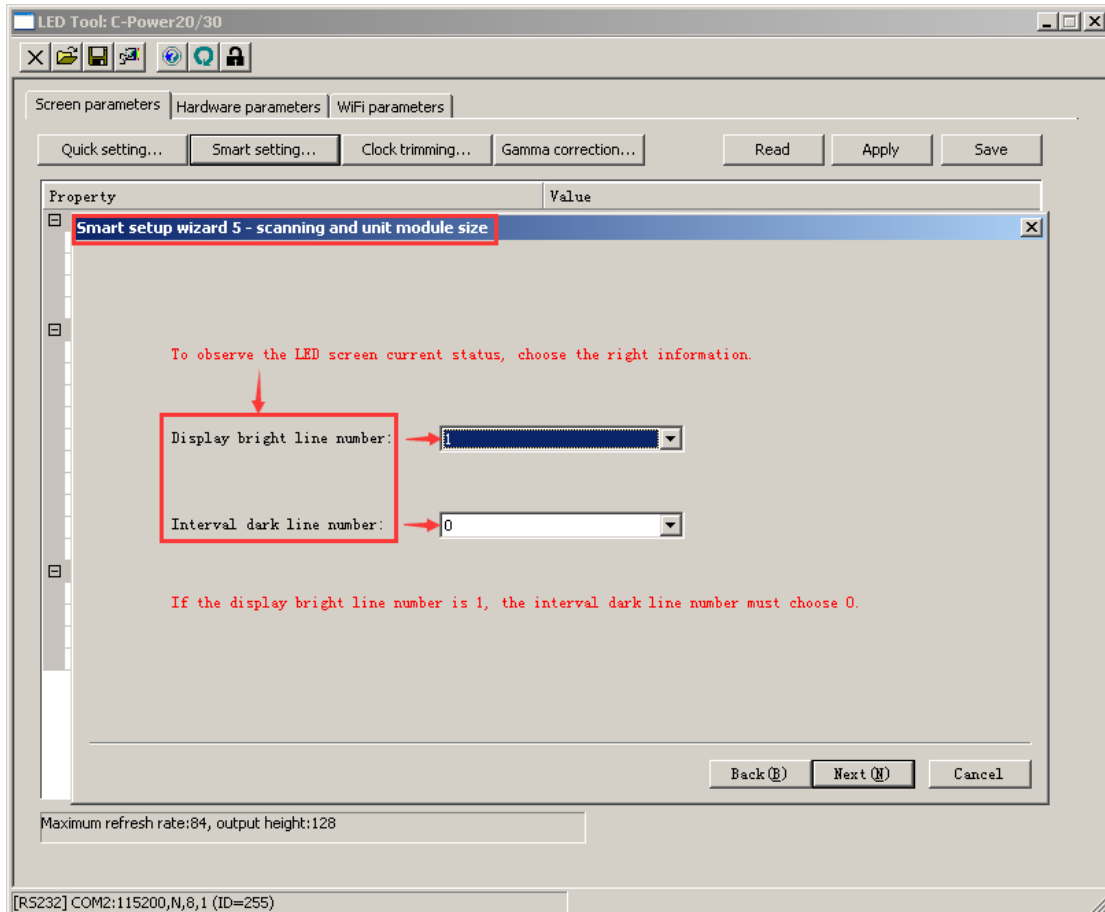 LED Tool: C-Power20/30
Screen parameters Hardware parameters WiFi parameters
Quick setting... Smart setting... Clock trimming... Gamma correction... Read Apply Save
Property Value
Smart setup wizard 5 - scanning and unit module size
To observe the LED screen current status, choose the right information.
Display bright line number: 1
Interval dark line number: 0
If the display bright line number is 1, the interval dark line number must choose 0.
Back(B) Next(N) Cancel
Maximum refresh rate:84, output height:128
[RS232] COM2:115200,N,8,1 (ID=255)